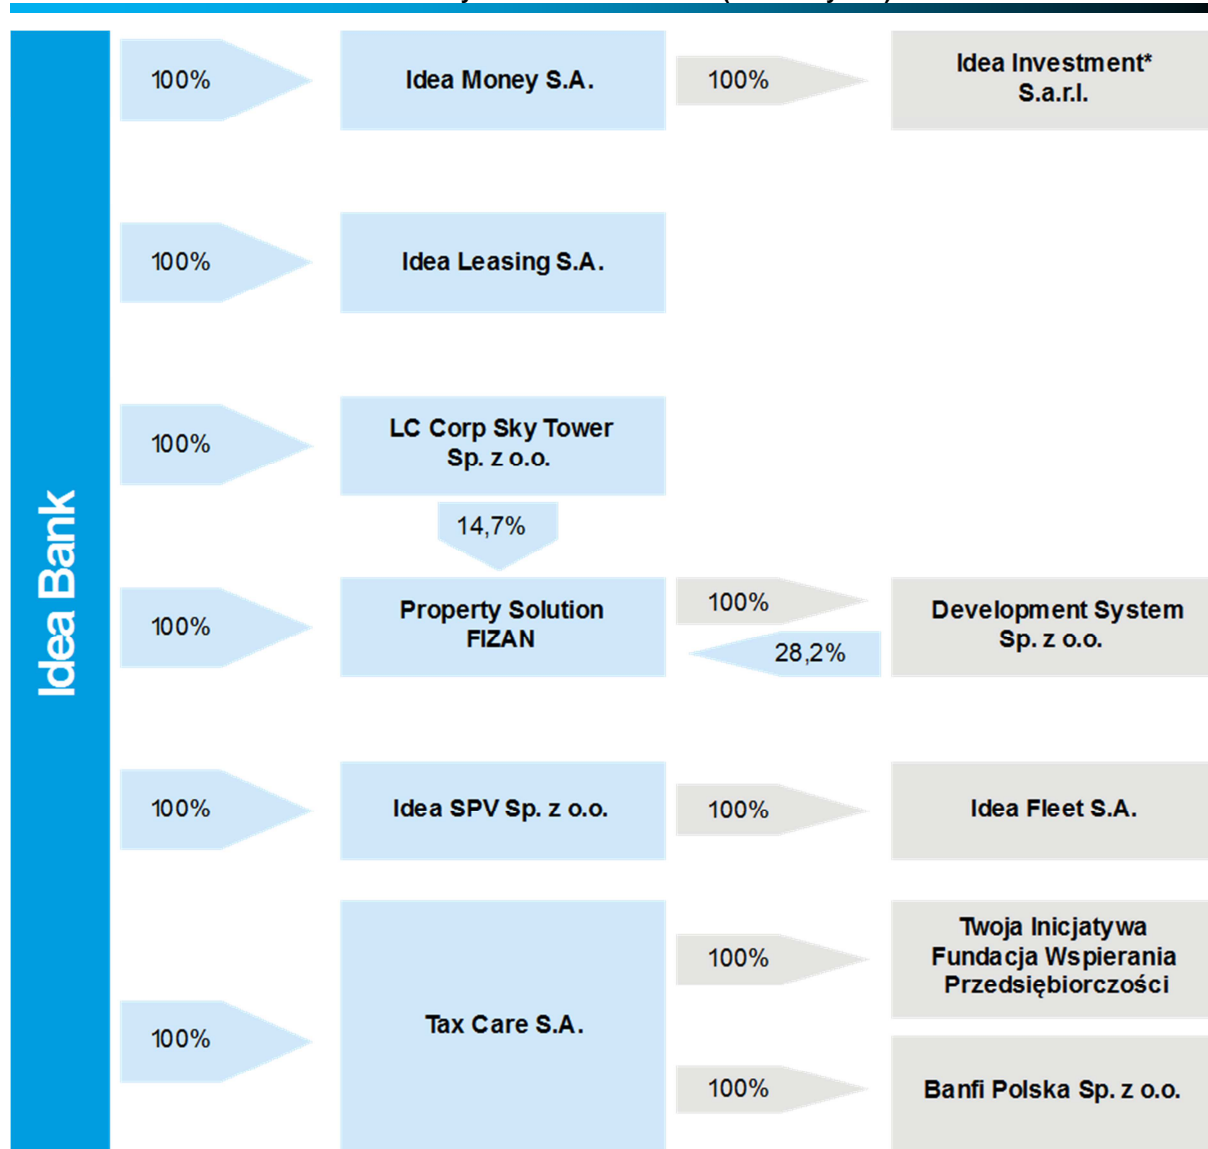 Idea Bank
100%
Idea Money S.A.
100%
Idea Investment*
S.a.r.l.
100%
Idea Leasing S.A.
100%
LC Corp Sky Tower
Sp. z o.o.
14,7%
100%
Property Solution
FIZAN
100%
28,2%
Development System
Sp. z o.o.
100%
Idea SPV Sp. z o.o.
100%
Idea Fleet S.A.
100%
Tax Care S.A.
100%
Twoja Inicjatywa
Fundacja Wspierania
Przedsiębiorczości
100%
Banfi Polska Sp. z o.o.